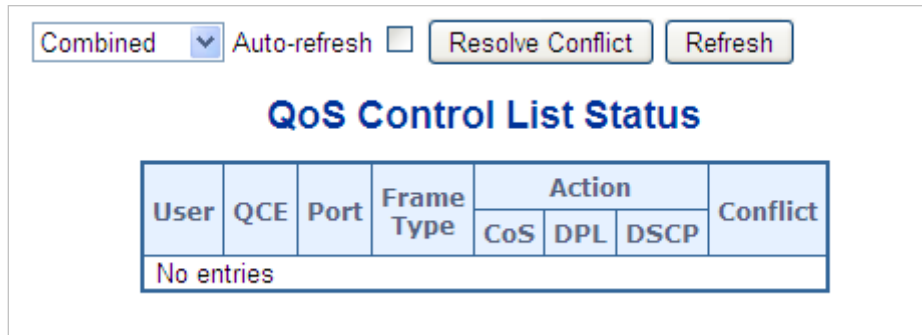 Combined Auto-refresh Resolve Conflict Refresh
QoS Control List Status
User QCE Port Frame Type Action Conflict
CoS DPL DSCP
No entries